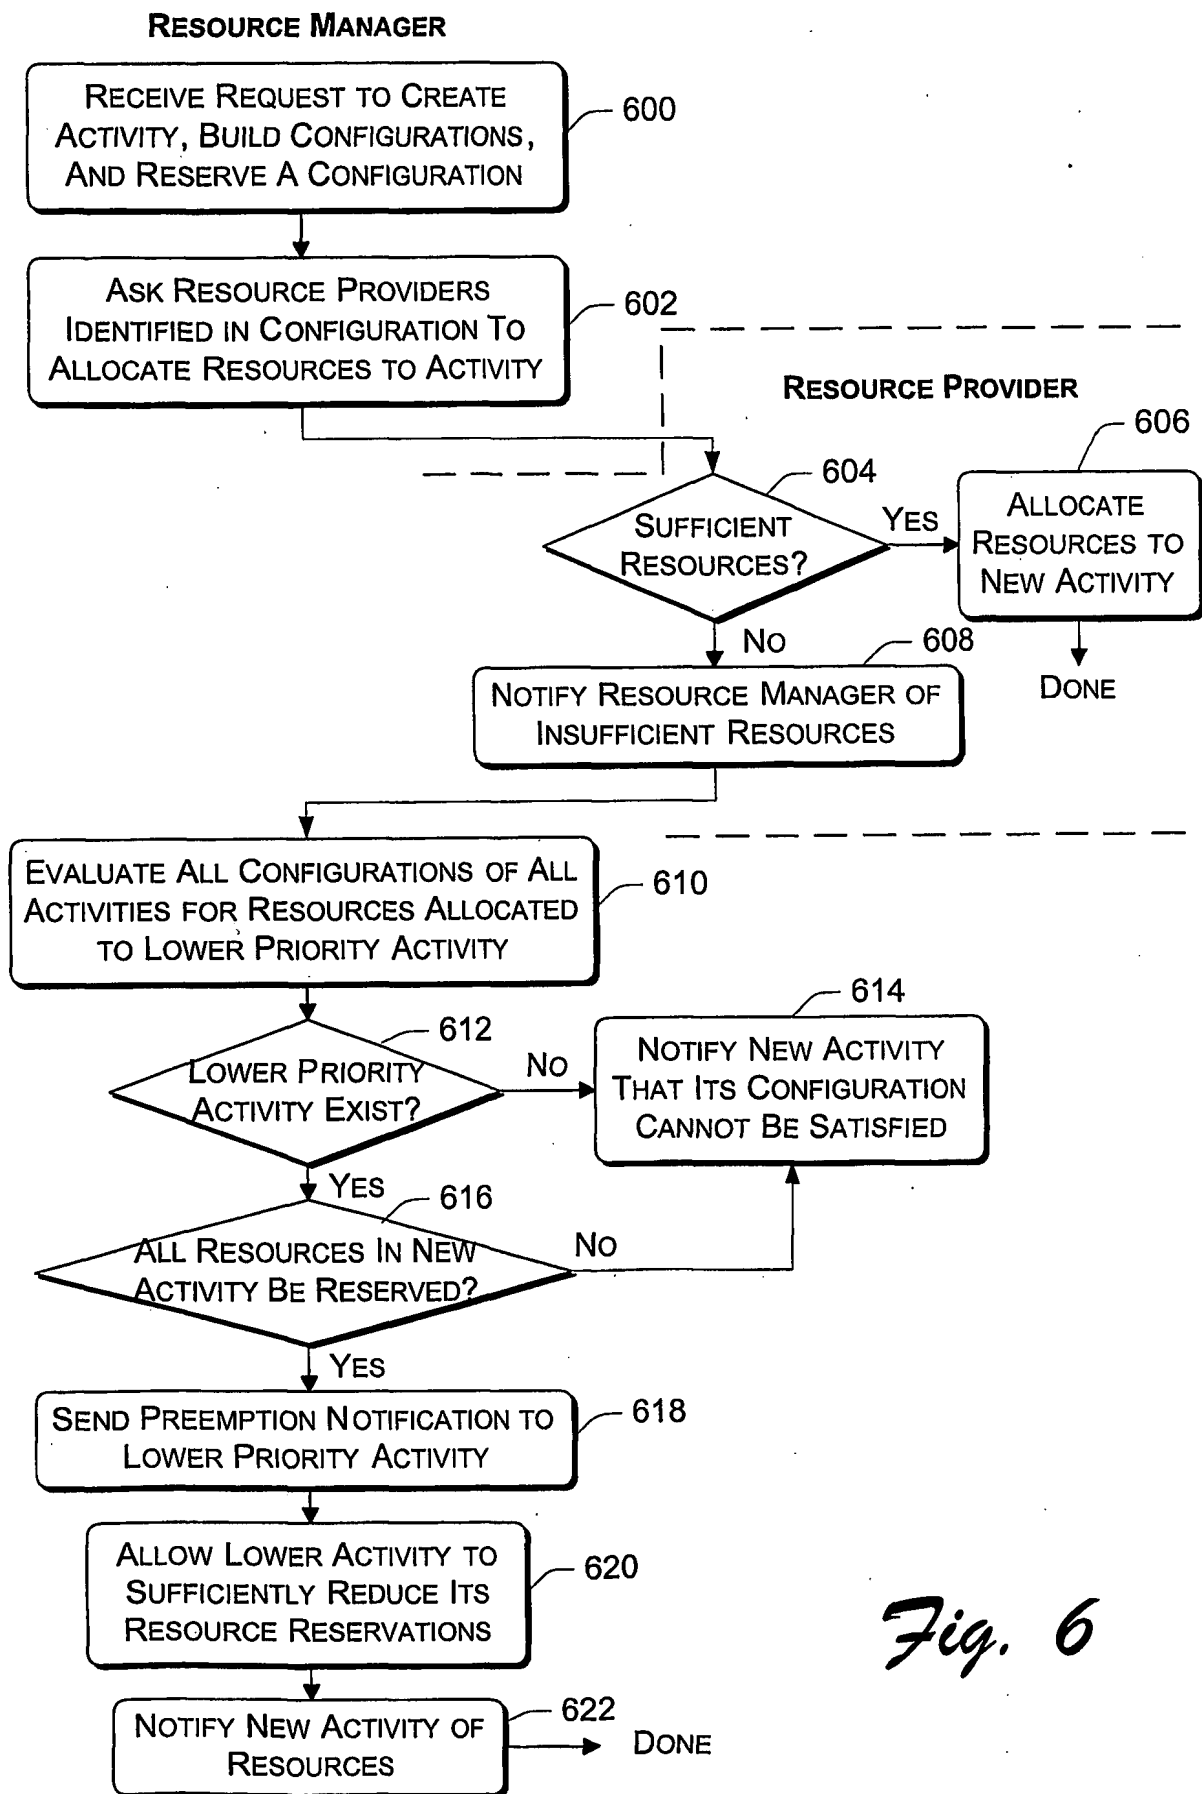 RESOURCE MANAGER
RECEIVE REQUEST TO CREATE
ACTIVITY, BUILD CONFIGURATIONS,
AND RESERVE A CONFIGURATION
600
ASK RESOURCE PROVIDERS
IDENTIFIED IN CONFIGURATION TO
ALLOCATE RESOURCES TO ACTIVITY
602
RESOURCE PROVIDER
604
SUFFICIENT
RESOURCES?
YES
606
ALLOCATE
RESOURCES TO
NEW ACTIVITY
DONE
NO
608
NOTIFY RESOURCE MANAGER OF
INSUFFICIENT RESOURCES
EVALUATE ALL CONFIGURATIONS OF ALL
ACTIVITIES FOR RESOURCES ALLOCATED
TO LOWER PRIORITY ACTIVITY
610
612
LOWER PRIORITY
ACTIVITY EXIST?
NO
614
NOTIFY NEW ACTIVITY
THAT ITS CONFIGURATION
CANNOT BE SATISFIED
YES
616
ALL RESOURCES IN NEW
ACTIVITY BE RESERVED?
NO
YES
SEND PREEMPTION NOTIFICATION TO
LOWER PRIORITY ACTIVITY
618
ALLOW LOWER ACTIVITY TO
SUFFICIENTLY REDUCE ITS
RESOURCE RESERVATIONS
620
NOTIFY NEW ACTIVITY OF
RESOURCES
622
DONE
Fig. 6